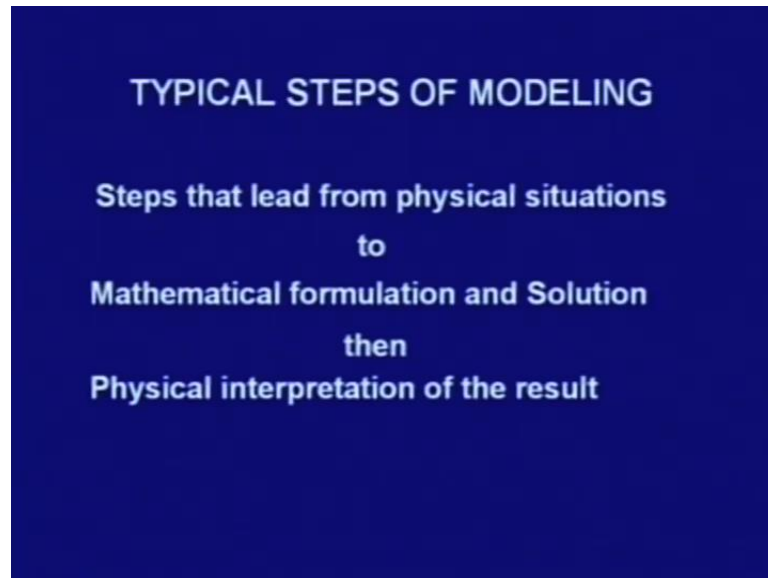 TYPICAL STEPS OF MODELING
Steps that lead from physical situations
to
Mathematical formulation and Solution
then
Physical interpretation of the result